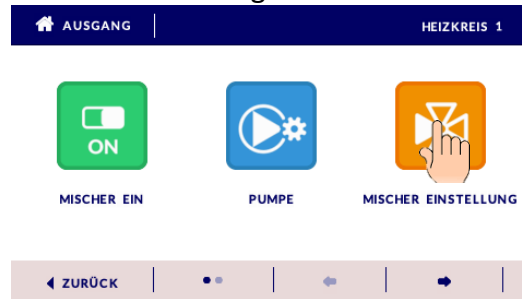 AUSGANG
HEIZKREIS 1
ON
MISCHER EIN
PUMPE
MISCHER EINSTELLUNG
ZURÜCK